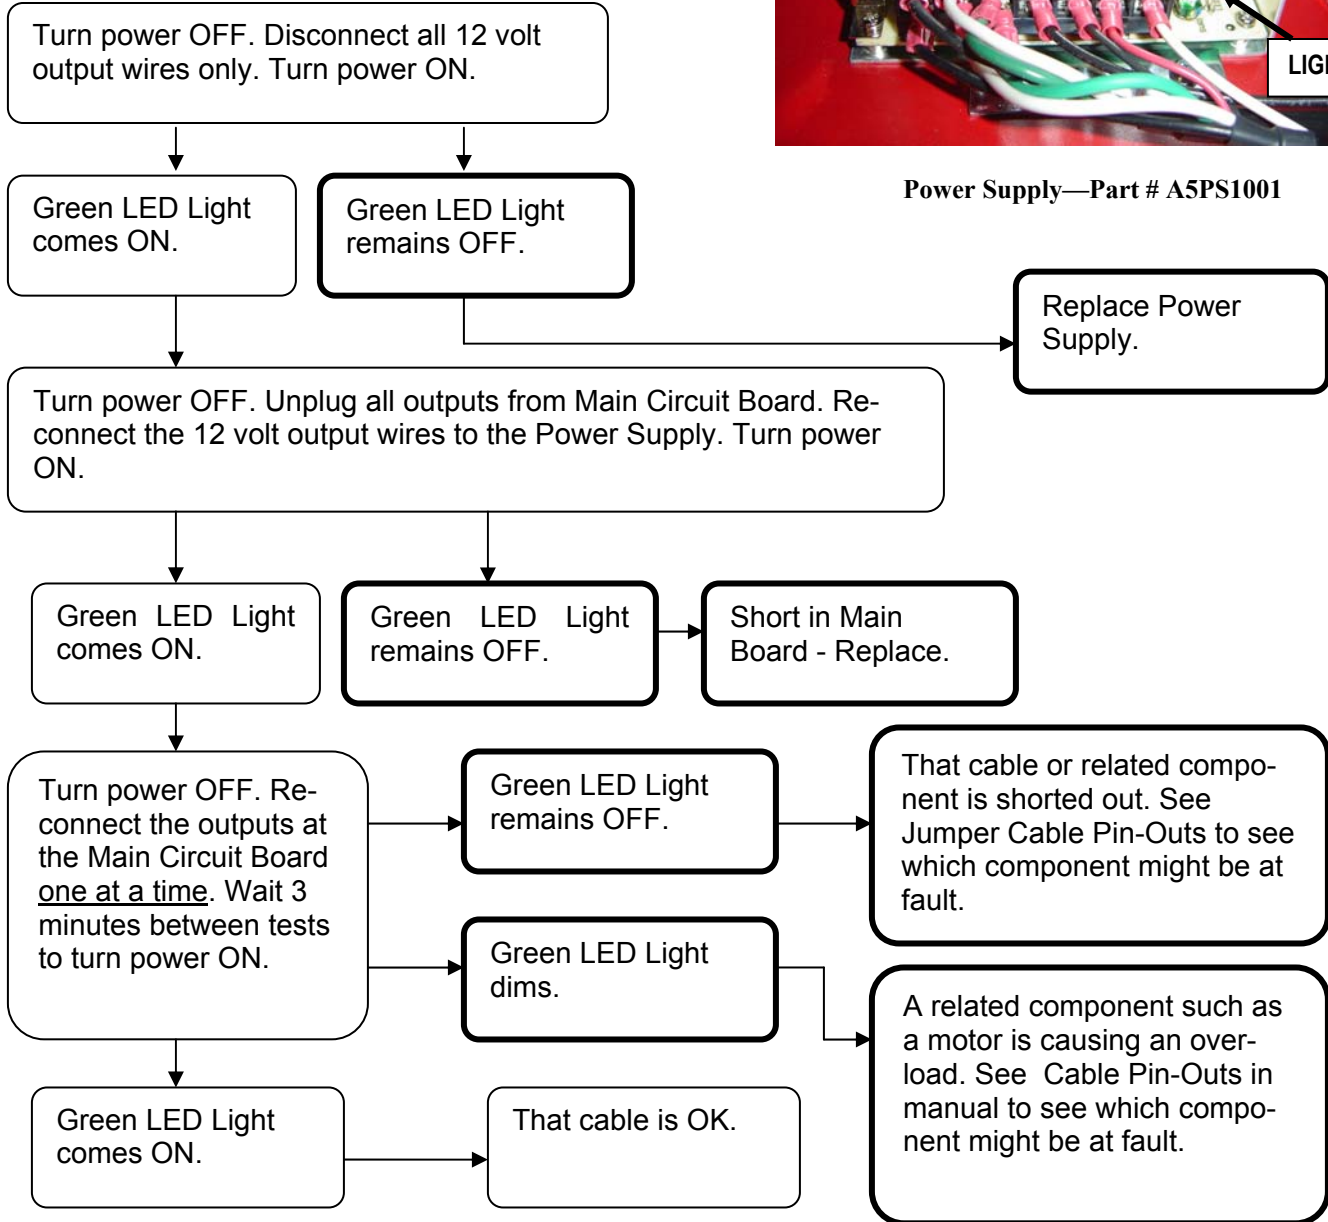 Turn power OFF. Disconnect all 12 volt
output wires only. Turn power ON.
LIG
Power Supply—Part # A5PS1001
Green LED Light
comes ON.
Green LED Light
remains OFF.
Replace Power
Supply.
Turn power OFF. Unplug all outputs from Main Circuit Board. Re-
connect the 12 volt output wires to the Power Supply. Turn power
ON.
Green LED Light
comes ON.
Green LED Light
remains OFF.
Short in Main
Board - Replace.
Turn power OFF. Re-
connect the outputs at
the Main Circuit Board
one at a time. Wait 3
minutes between tests
to turn power ON.
Green LED Light
remains OFF.
That cable or related compo-
nent is shorted out. See
Jumper Cable Pin-Outs to see
which component might be at
fault.
Green LED Light
dims.
A related component such as
a motor is causing an over-
load. See Cable Pin-Outs in
manual to see which compo-
nent might be at fault.
Green LED Light
comes ON.
That cable is OK.